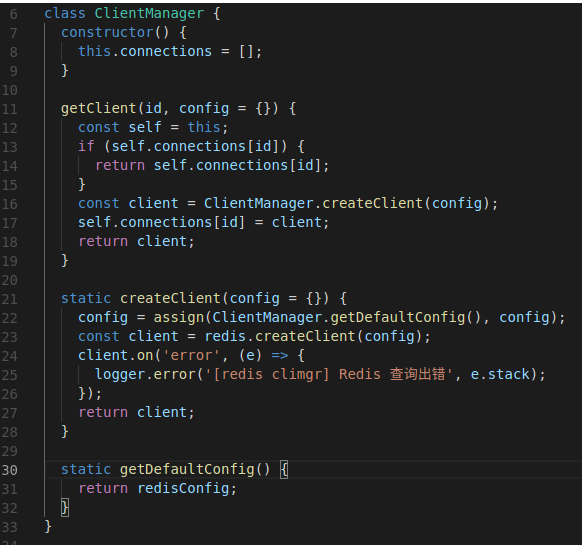 6 class ClientManager {
7   constructor() {
8     this.connections = [];
9   }
10
11   getClient(id, config = {}) {
12     const self = this;
13     if (self.connections[id]) {
14       return self.connections[id];
15     }
16     const client = ClientManager.createClient(config);
17     self.connections[id] = client;
18     return client;
19   }
20
21   static createClient(config = {}) {
22     config = assign(ClientManager.getDefaultConfig(), config);
23     const client = redis.createClient(config);
24     client.on('error', (e) => {
25       logger.error('[redis climgr] Redis 查询出错', e.stack);
26     });
27     return client;
28   }
29
30   static getDefaultConfig() {
31     return redisConfig;
32   }
33 }
34